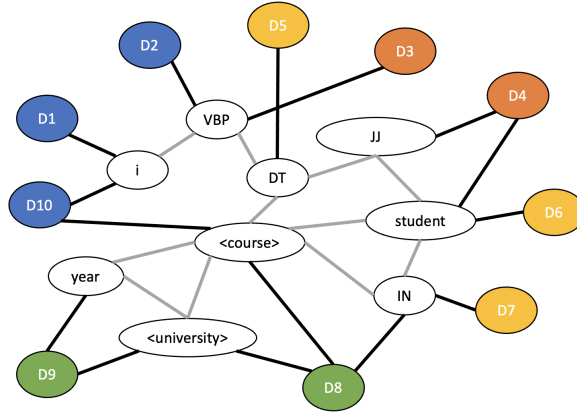 D5
D2
D3
D4
D1
VBP
JJ
i
DT
D10
student
D6
<course>
year
IN
D7
<university>
D9
D8